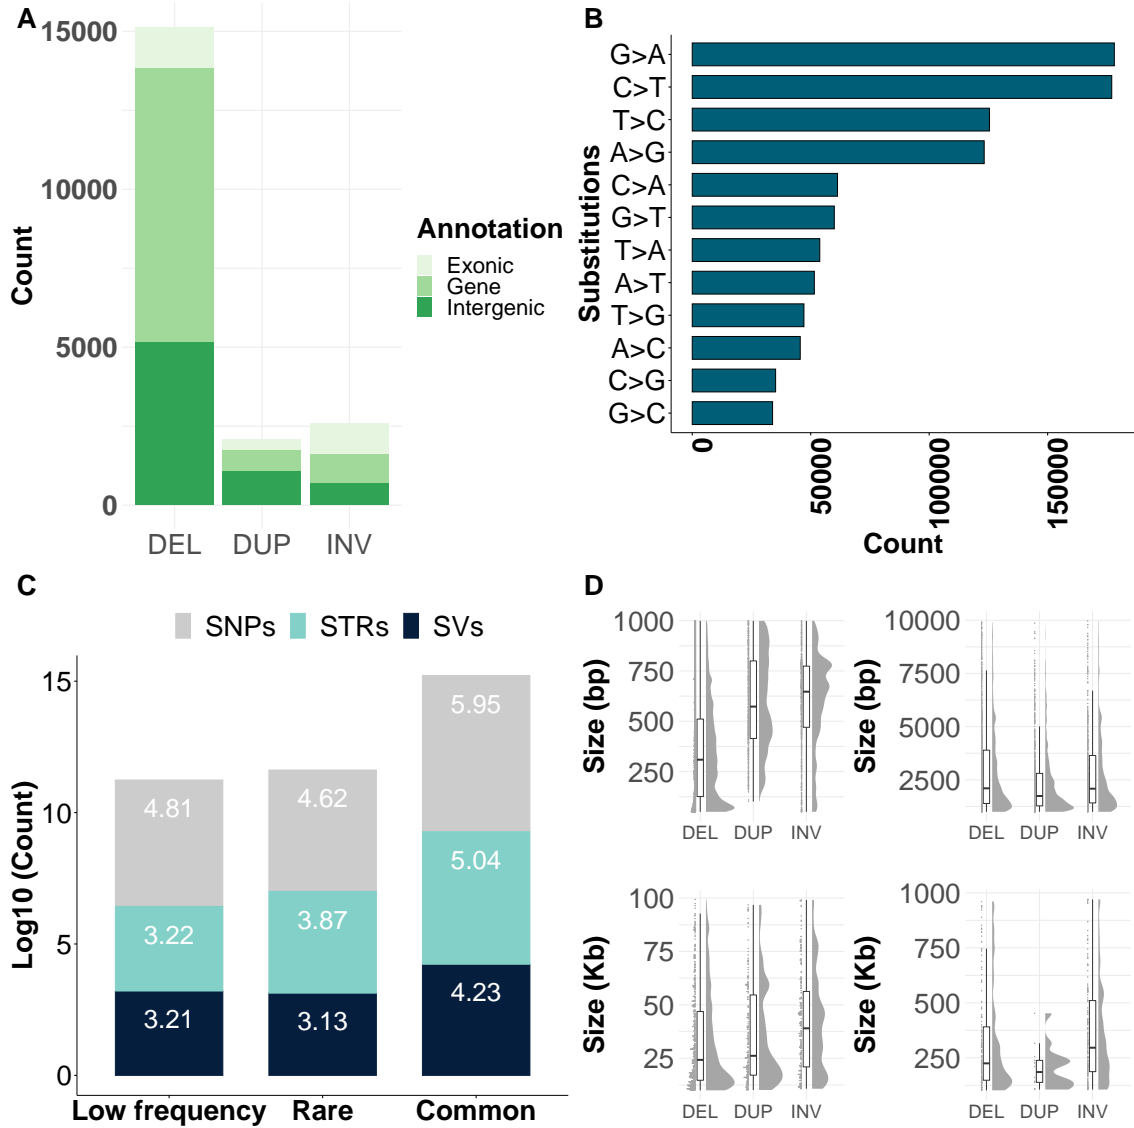 A
15000
10000
5000
0
Count
DEL DUP INV
Annotation
Exonic
Gene
Intergenic
B
Substitutions
G>A
C>T
T>C
A>G
C>A
G>T
T>A
A>T
T>G
A>C
C>G
G>C
0 50000 100000 150000
Count
C
SNPs STRs SVs
Log10 (Count)
15
10
5
0
4.81
3.22
3.21
4.62
3.87
3.13
5.95
5.04
4.23
Low frequency Rare Common
D
Size (bp)
1000
750
500
250
DEL DUP INV
Size (bp)
10000
7500
5000
2500
DEL DUP INV
Size (Kb)
100
75
50
25
DEL DUP INV
Size (Kb)
1000
750
500
250
DEL DUP INV